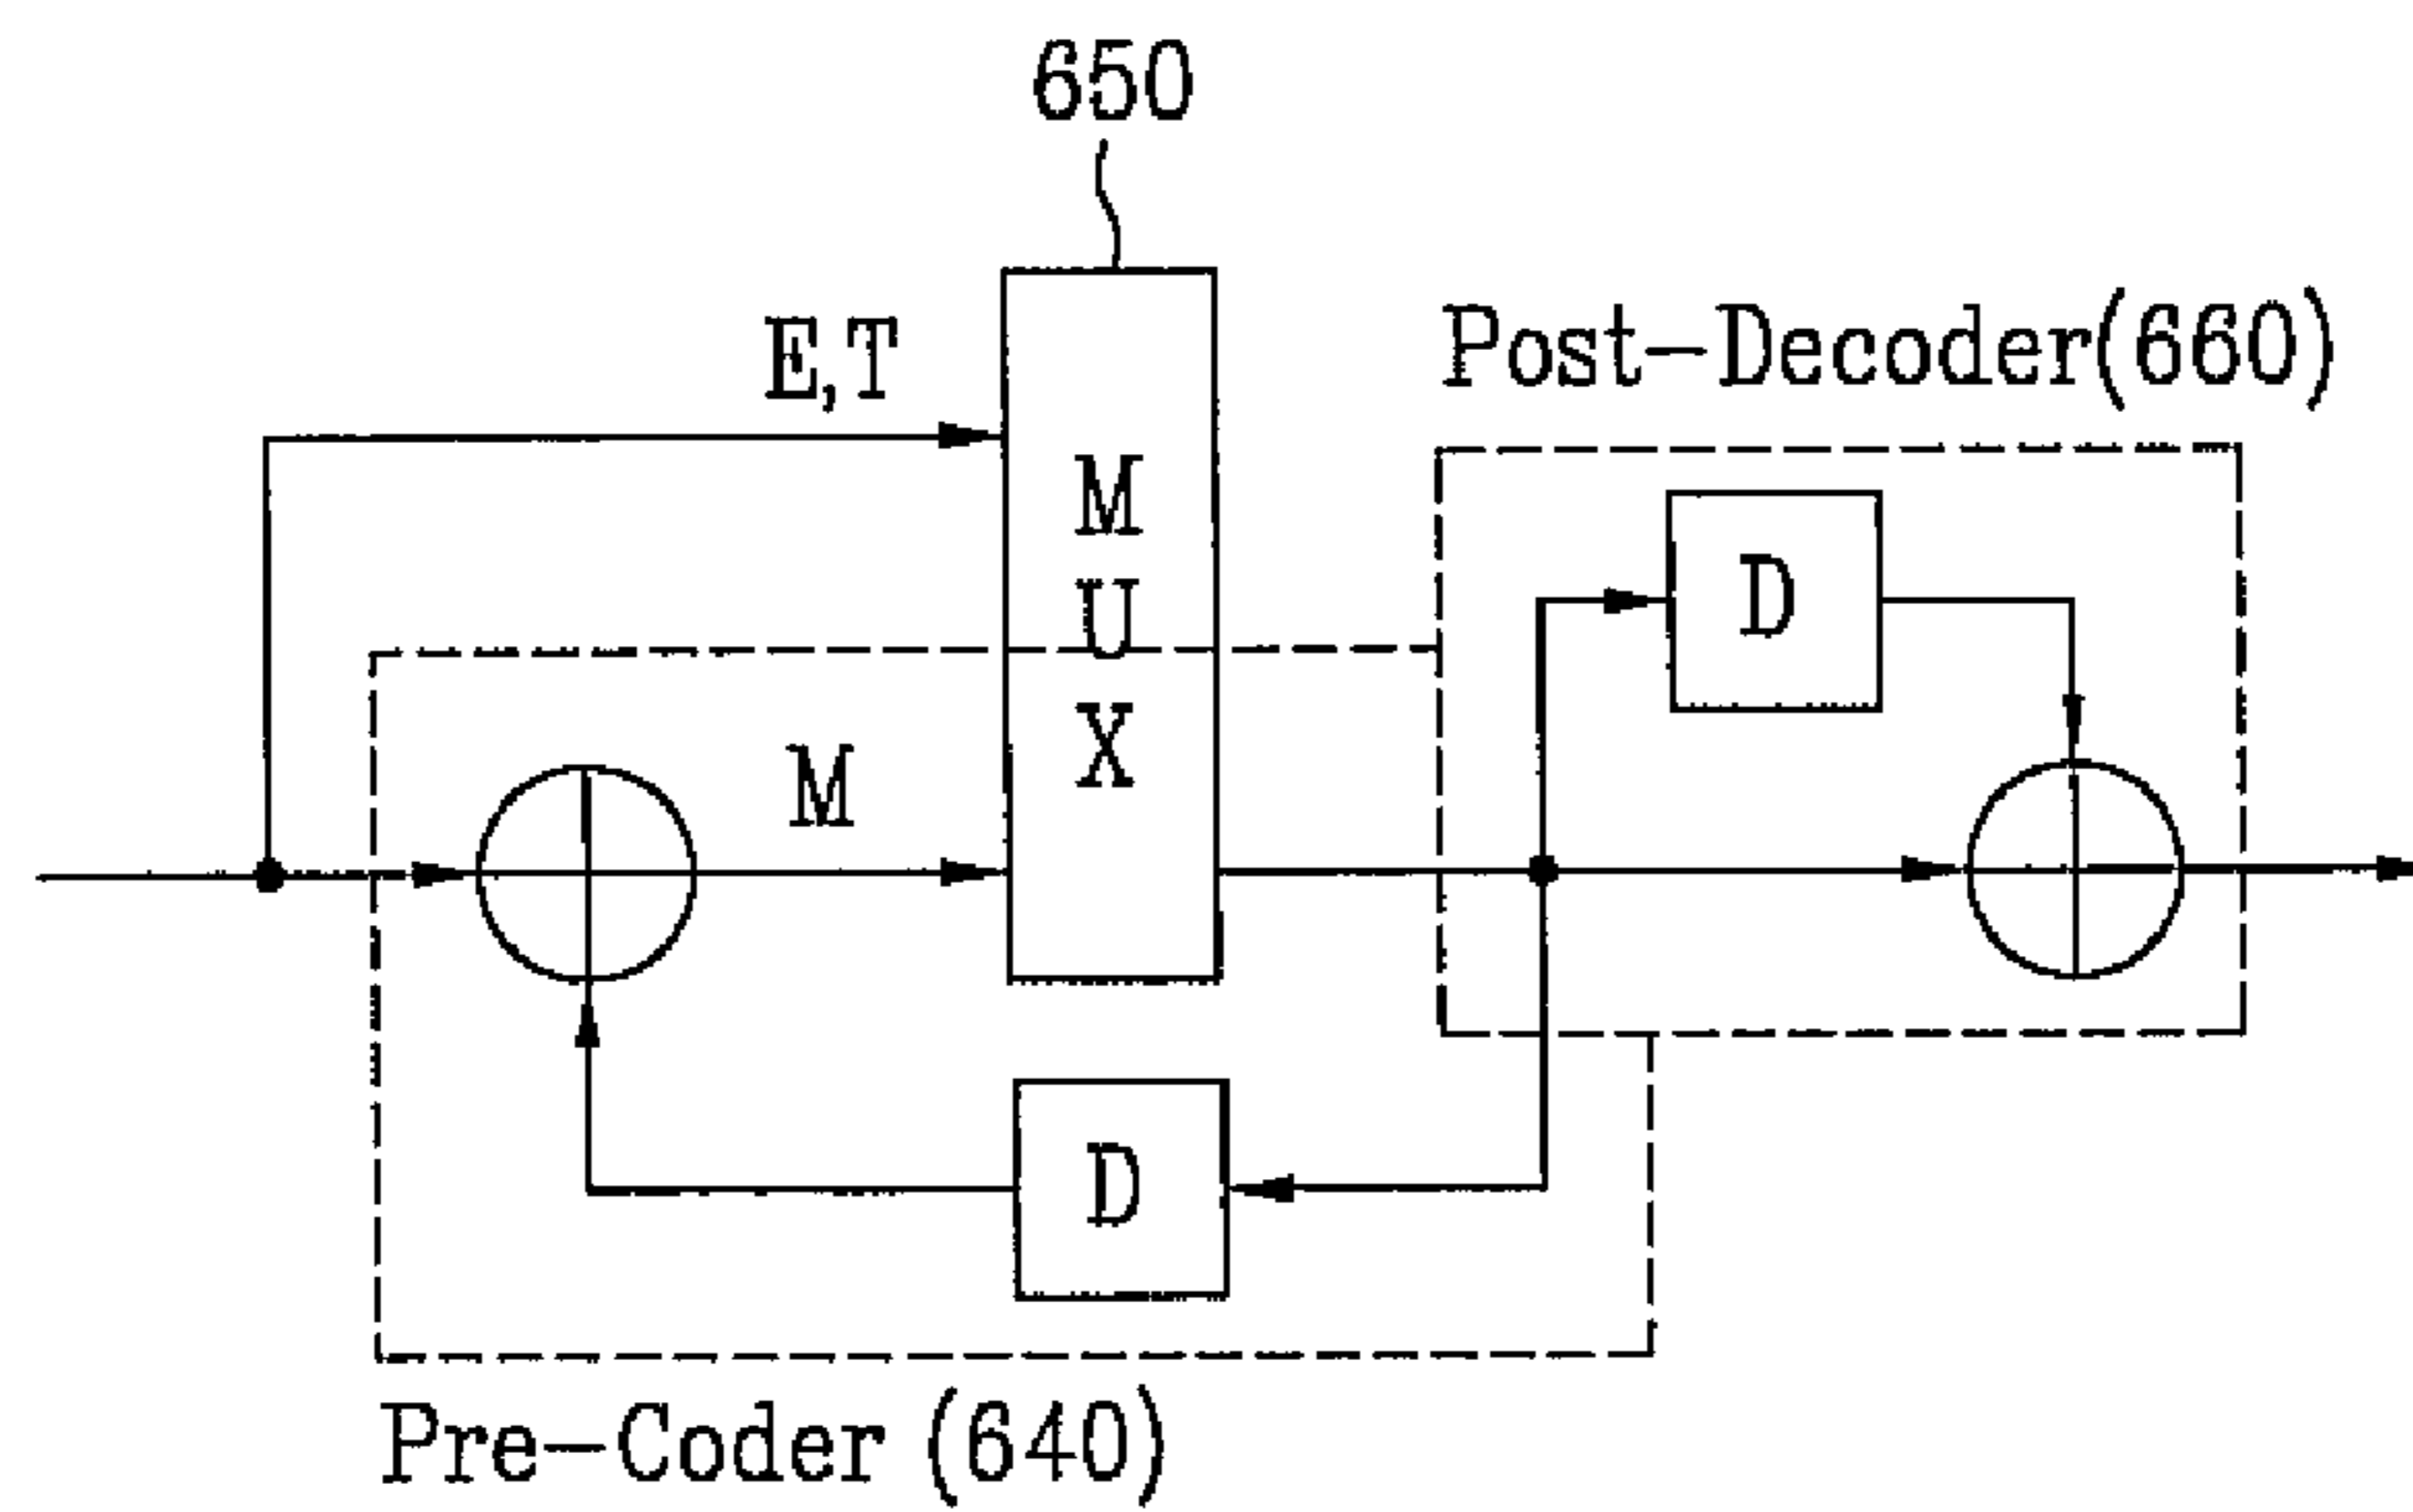 650
E,T
Post-Decoder(660)
M
U
X
D
M
D
Pre-Coder (640)